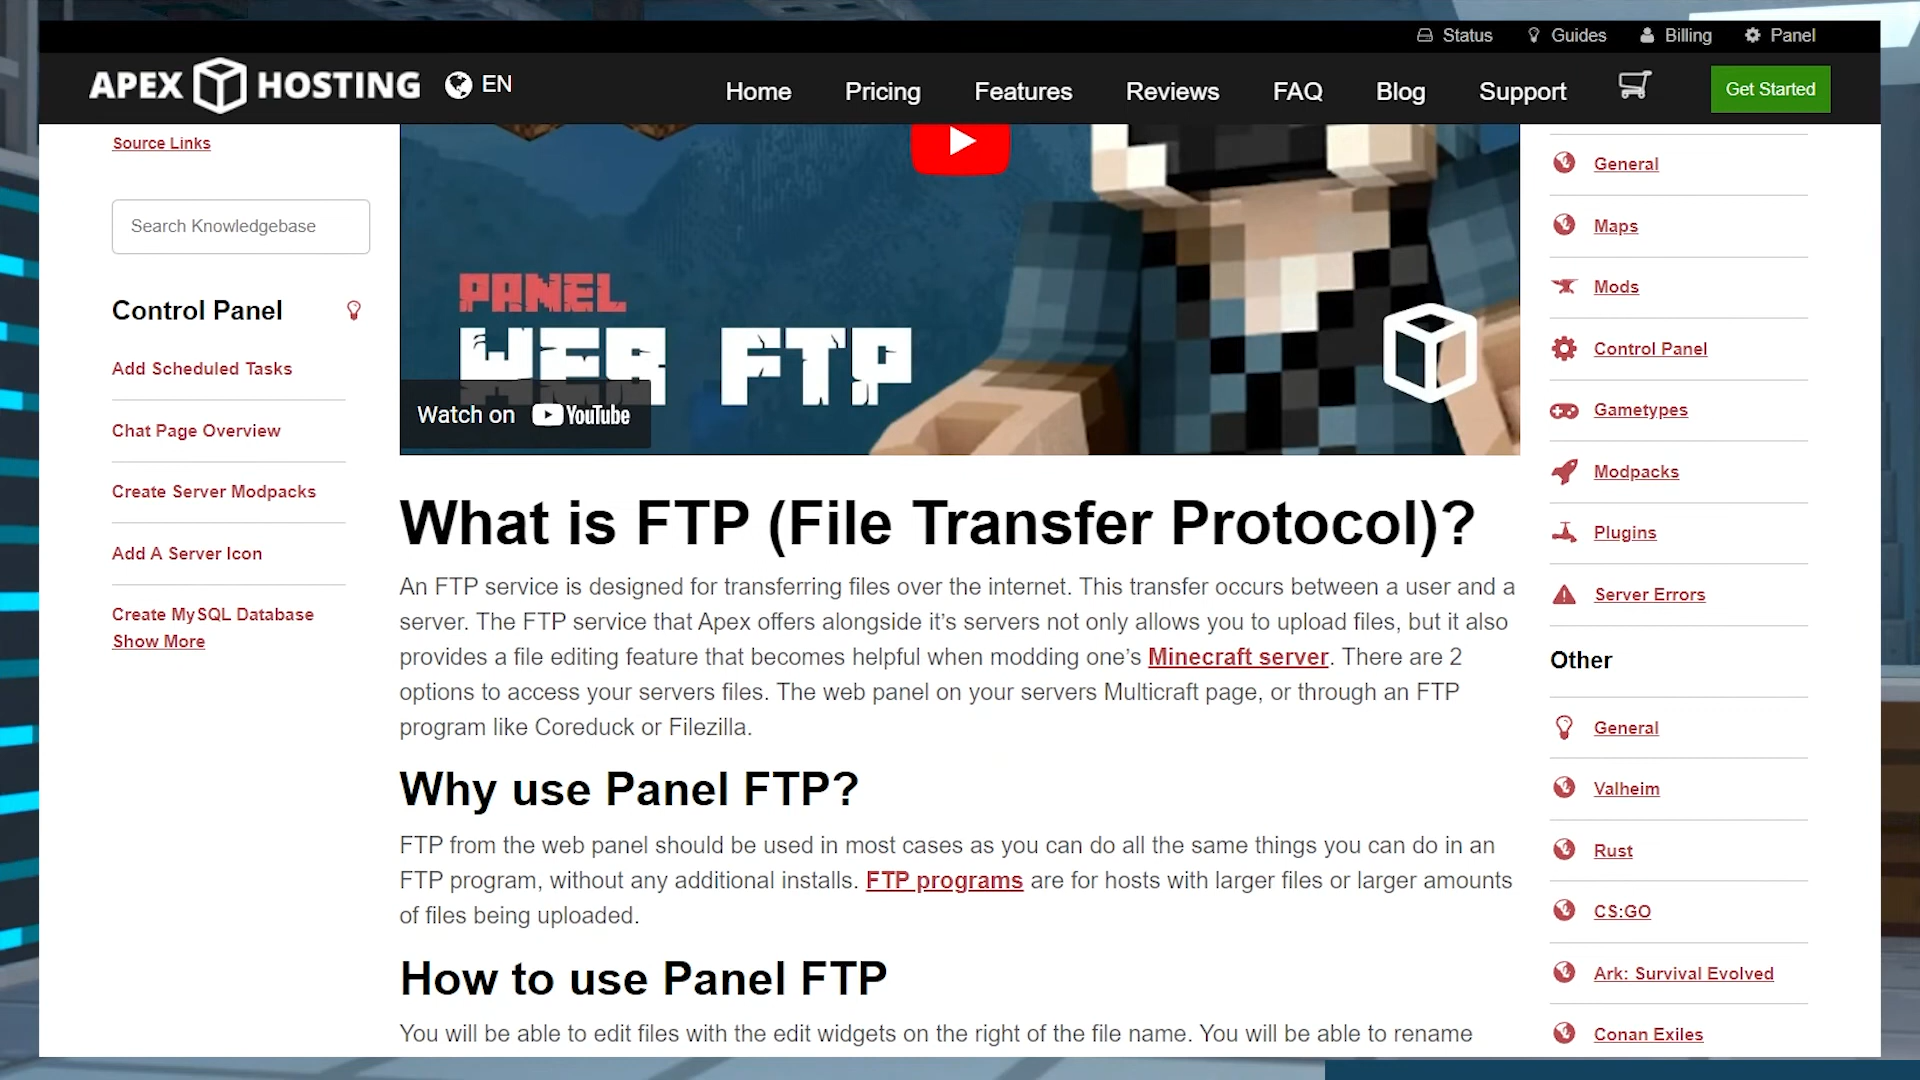 Status
Guides
Billing
Panel
APEX HOSTING
EN
Home
Pricing
Features
Reviews
FAQ
Blog
Support
Get Started
Source Links
Search Knowledgebase
Control Panel
Add Scheduled Tasks
Chat Page Overview
Create Server Modpacks
Add A Server Icon
Create MySQL Database
Show More
PANEL
WEB FTP
Watch on YouTube
What is FTP (File Transfer Protocol)?
An FTP service is designed for transferring files over the internet. This transfer occurs between a user and a
server. The FTP service that Apex offers alongside it's servers not only allows you to upload files, but it also
provides a file editing feature that becomes helpful when modding one's Minecraft server. There are 2
options to access your servers files. The web panel on your servers Multicraft page, or through an FTP
program like Coreduck or Filezilla.
Why use Panel FTP?
FTP from the web panel should be used in most cases as you can do all the same things you can do in an
FTP program, without any additional installs. FTP programs are for hosts with larger files or larger amounts
of files being uploaded.
How to use Panel FTP
You will be able to edit files with the edit widgets on the right of the file name. You will be able to rename
General
Maps
Mods
Control Panel
Gametypes
Modpacks
Plugins
Server Errors
Other
General
Valheim
Rust
CS:GO
Ark: Survival Evolved
Conan Exiles